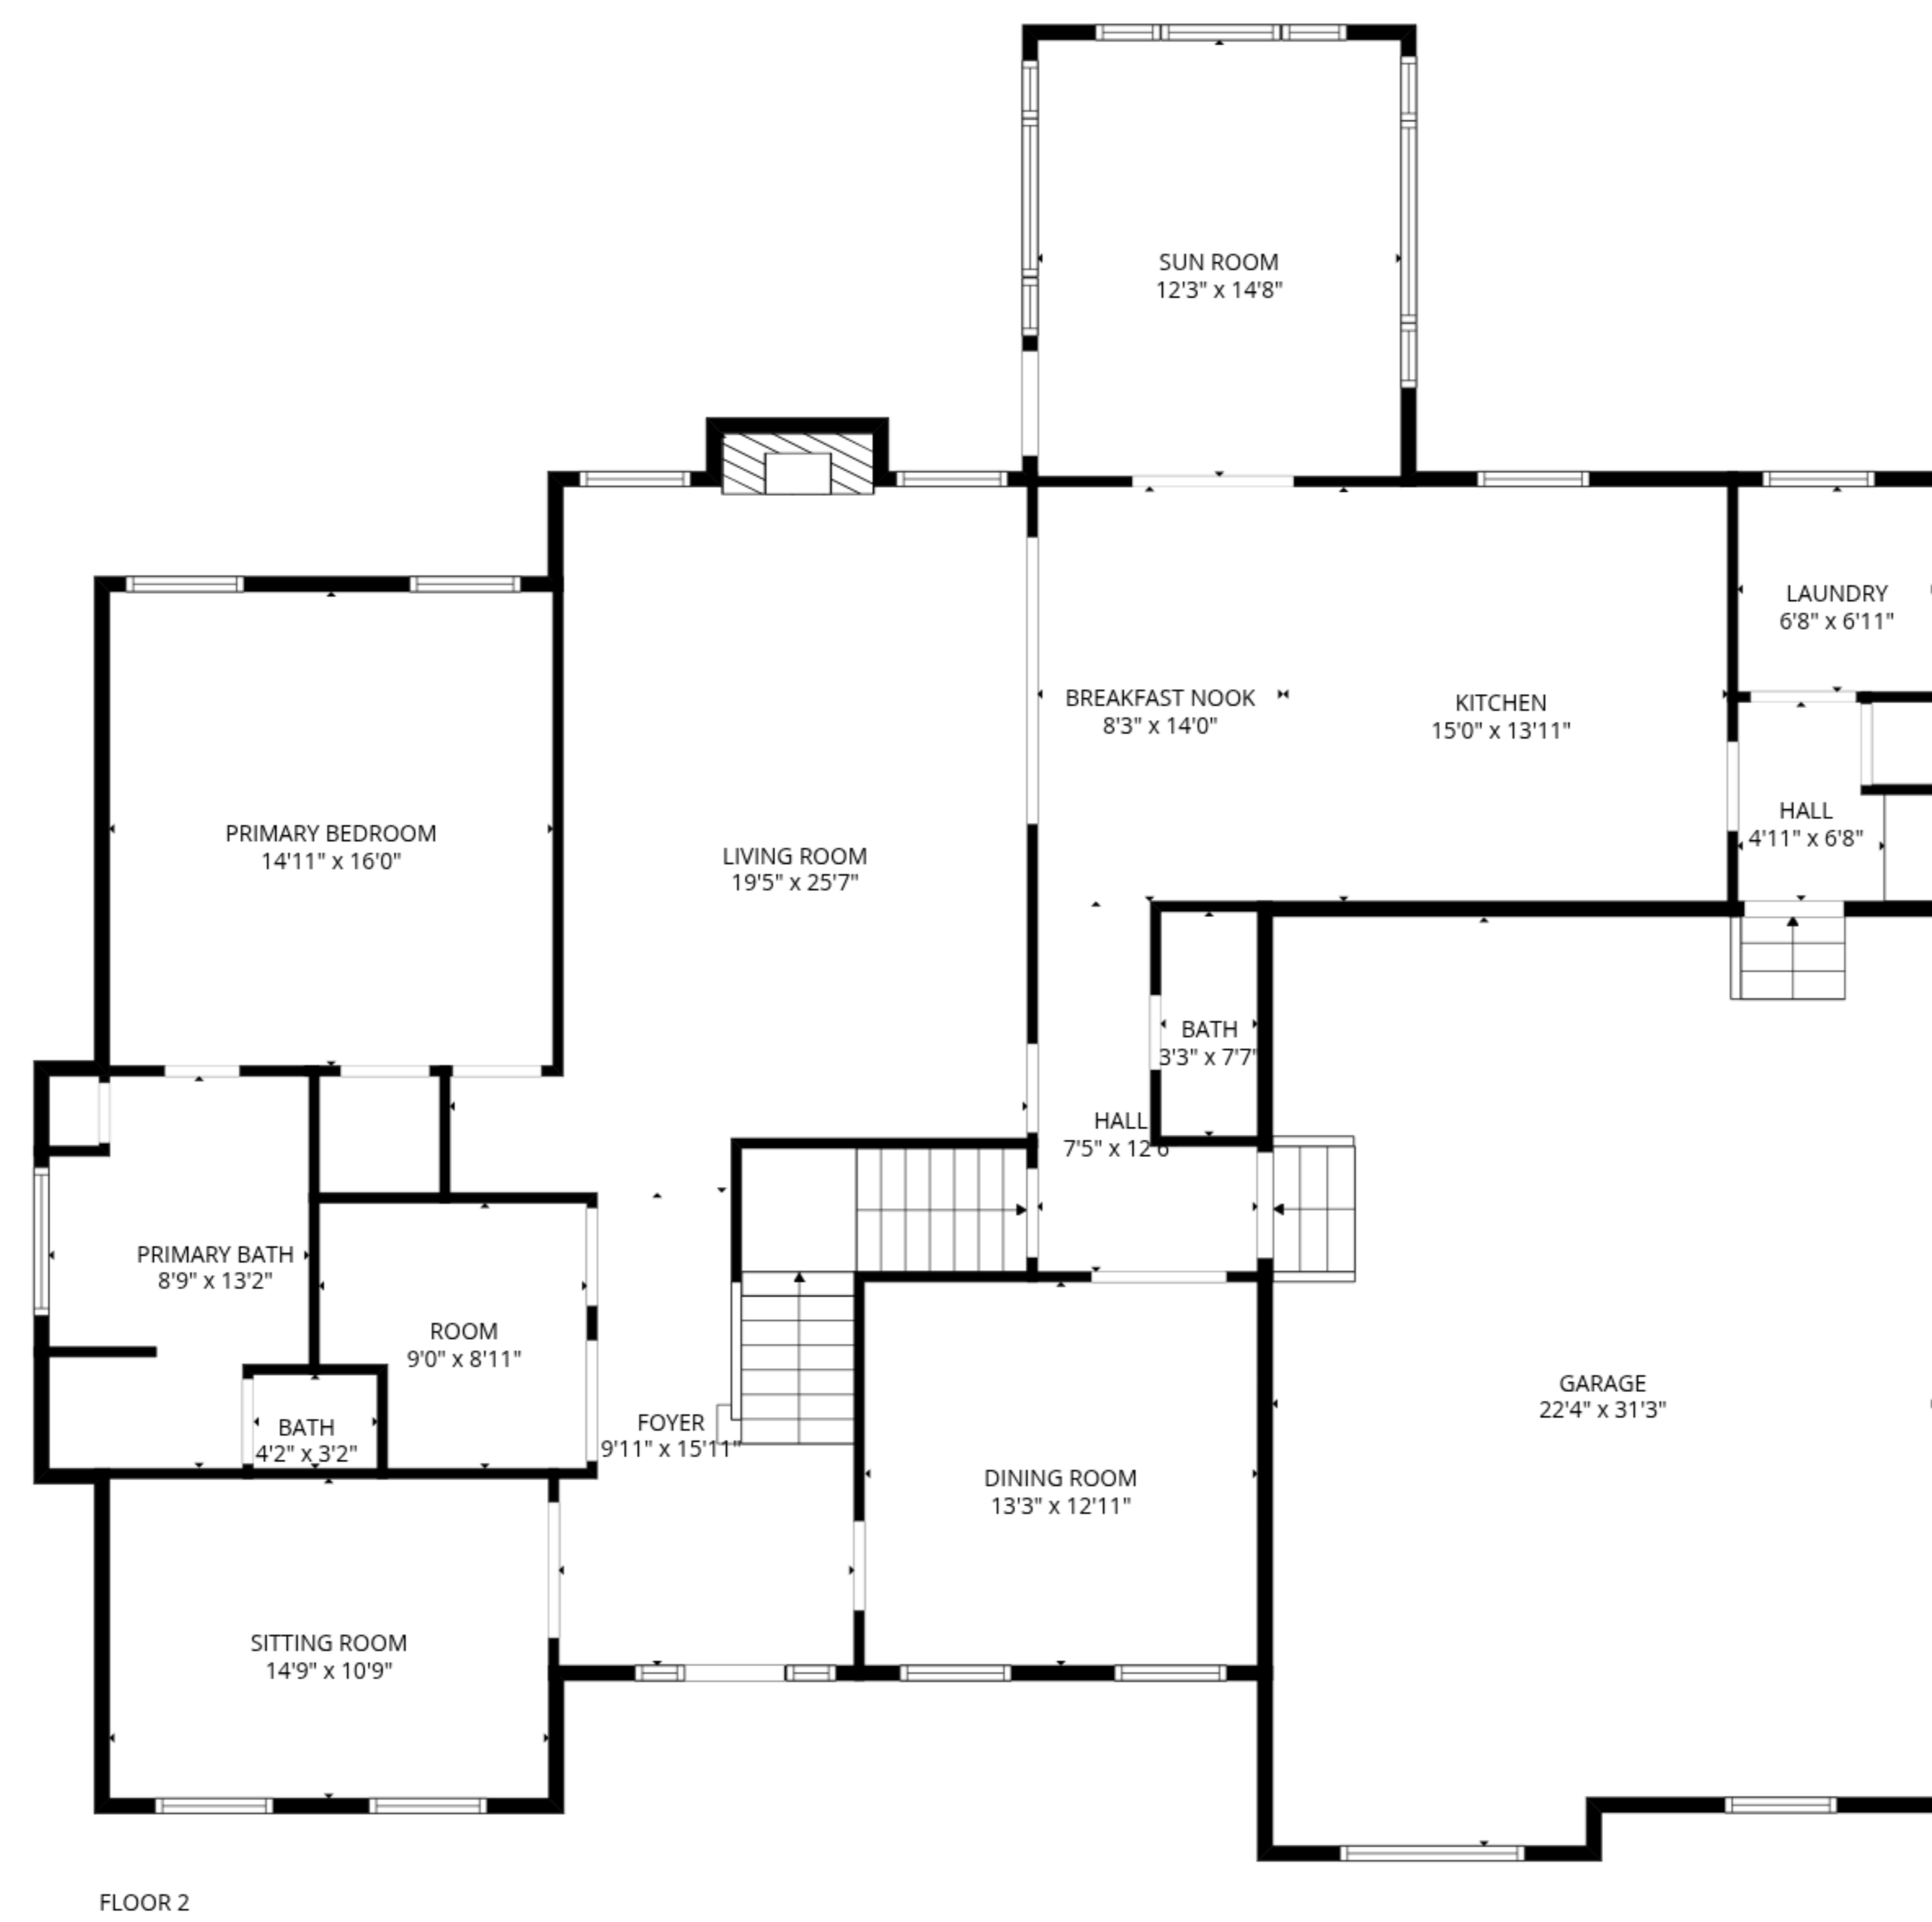 SUN ROOM
12'3" x 14'8"
LAUNDRY
6'8" x 6'11"
BREAKFAST NOOK
8'3" x 14'0"
KITCHEN
15'0" x 13'11"
HALL
4'11" x 6'8"
PRIMARY BEDROOM
14'11" x 16'0"
LIVING ROOM
19'5" x 25'7"
BATH
3'3" x 7'7"
HALL
7'5" x 12'6
PRIMARY BATH
8'9" x 13'2"
ROOM
9'0" x 8'11"
GARAGE
22'4" x 31'3"
BATH
4'2" x 3'2"
FOYER
9'11" x 15'11"
DINING ROOM
13'3" x 12'11"
SITTING ROOM
14'9" x 10'9"
FLOOR 2